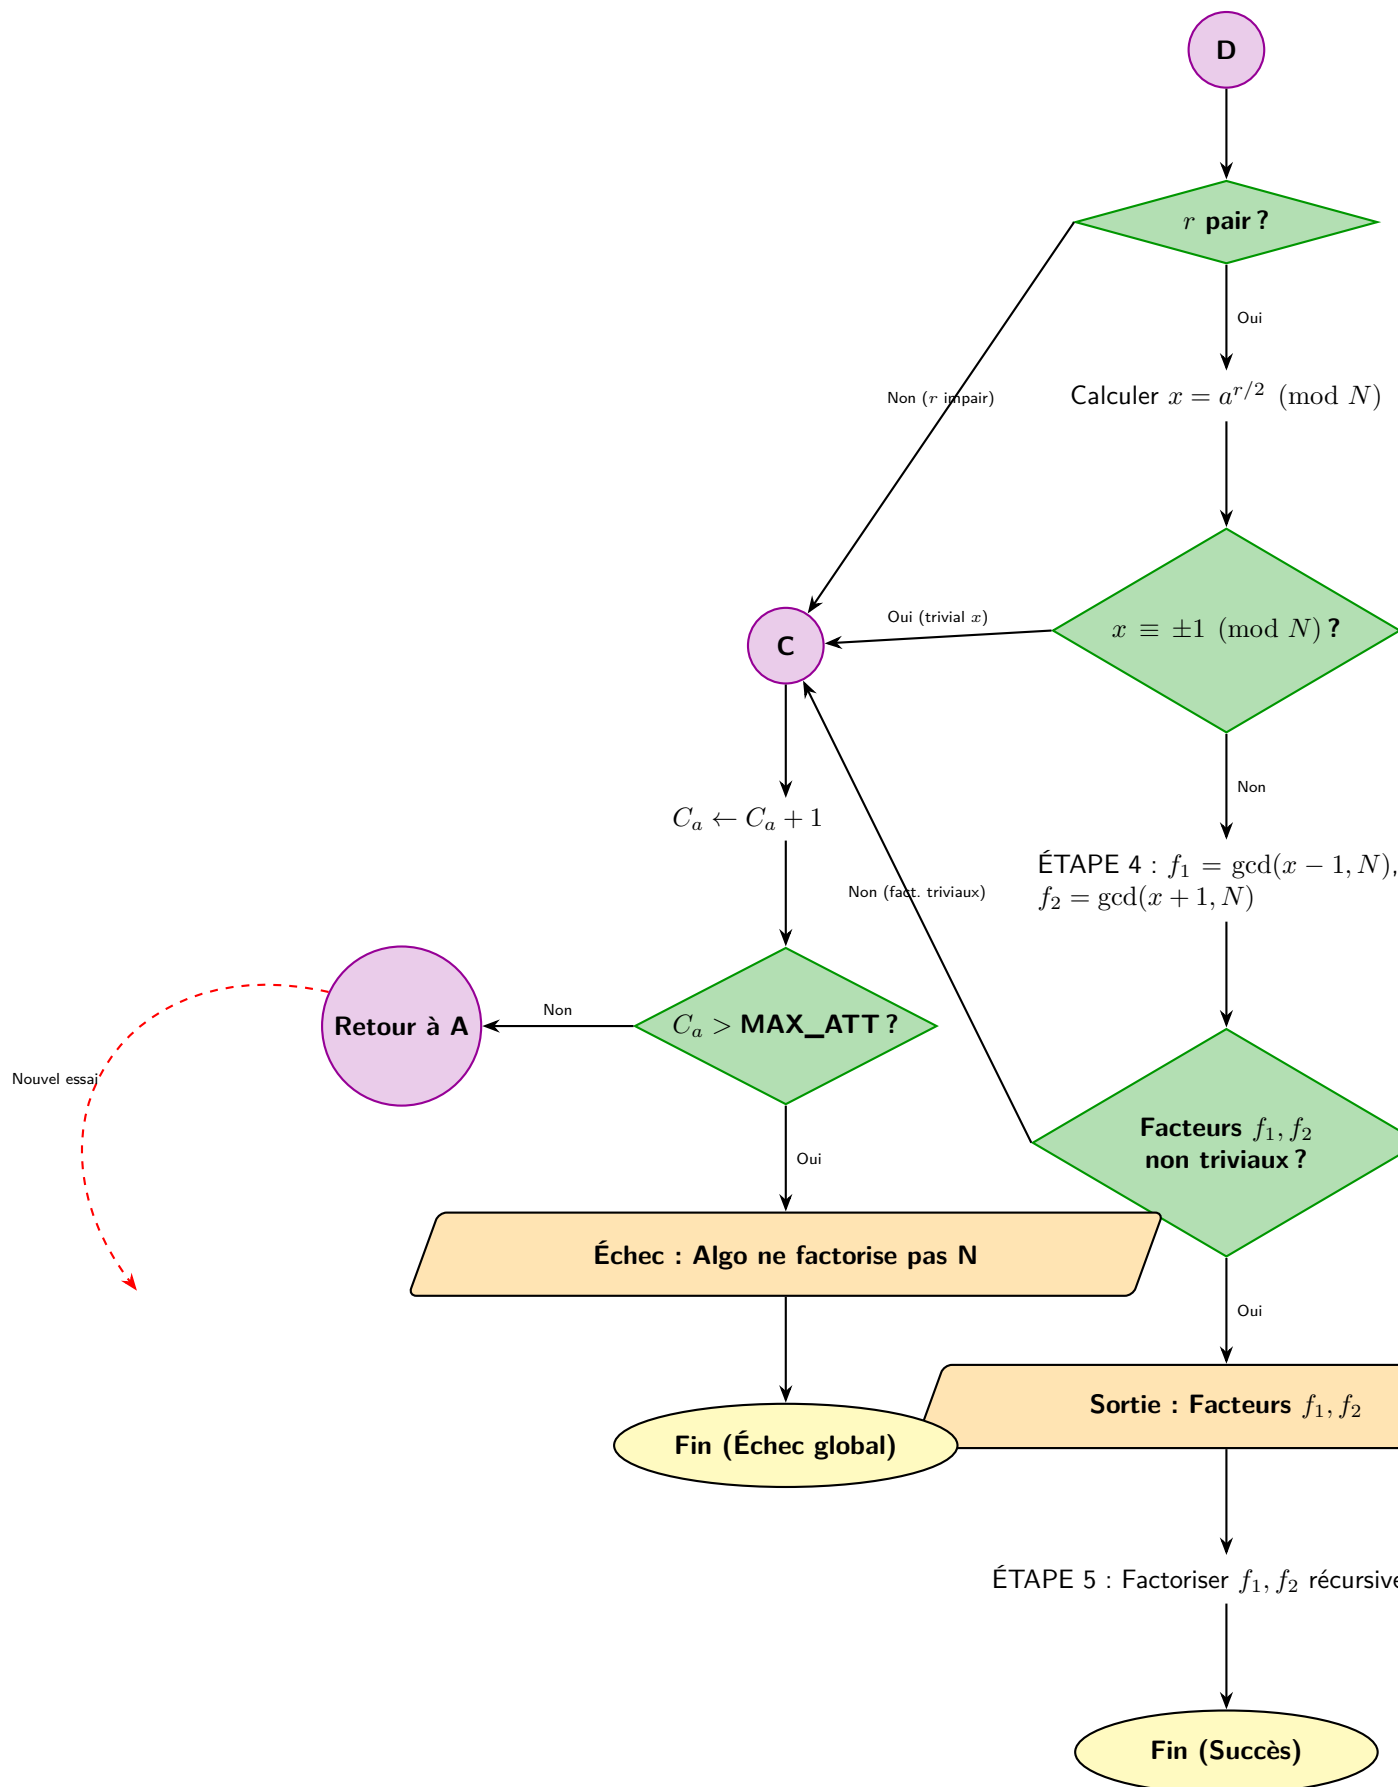 D
r pair ?
Oui
Non (r impair)
Calculer x = a^{r/2} (mod N)
Oui (trivial x)
x ≡ ±1 (mod N) ?
C
Non
C_a ← C_a + 1
ÉTAPE 4 : f_1 = gcd(x − 1, N),
f_2 = gcd(x + 1, N)
Non (fact. triviaux)
Retour à A
Non
C_a > MAX_ATT ?
Nouvel essai
Facteurs f_1, f_2
non triviaux ?
Oui
Échec : Algo ne factorise pas N
Oui
Sortie : Facteurs f_1, f_2
Fin (Échec global)
ÉTAPE 5 : Factoriser f_1, f_2 récursive
Fin (Succès)